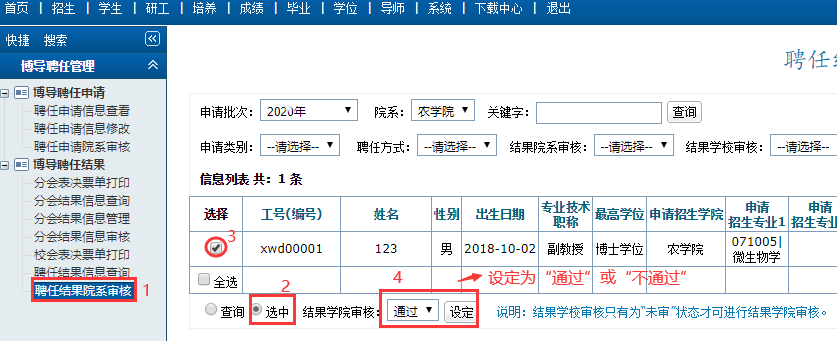 首页 | 招生 | 学生 | 研工 | 培养 | 成绩 | 毕业 | 学位 | 导师 | 系统 | 下载中心 | 退出
快捷 搜索
博导聘任管理
博导聘任申请
聘任申请信息查看
聘任申请信息修改
聘任申请院系审核
博导聘任结果
分会表决票单打印
分会结果信息查询
分会结果信息管理
分会结果信息审核
校会表决票单打印
聘任结果信息查询
聘任结果院系审核 1
聘任
申请批次： 2020年 院系： 农学院 关键字： 查询
申请类别： --请选择-- 聘任方式： --请选择-- 结果院系审核： --请选择-- 结果学校审核： --请选择--
信息列表 共：1 条
选择 工号(编号) 姓名 性别 出生日期 专业技术职称 最高学位 申请招生学院 申请招生专业1 申请招生专业
3 xwd00001 123 男 2018-10-02 副教授 博士学位 农学院 071005|微生物学
全选
2 4 设定为“通过”或“不通过”
查询 选中 结果学院审核： 通过 设定 说明：结果学校审核只有为"未审"状态才可进行结果学院审核。